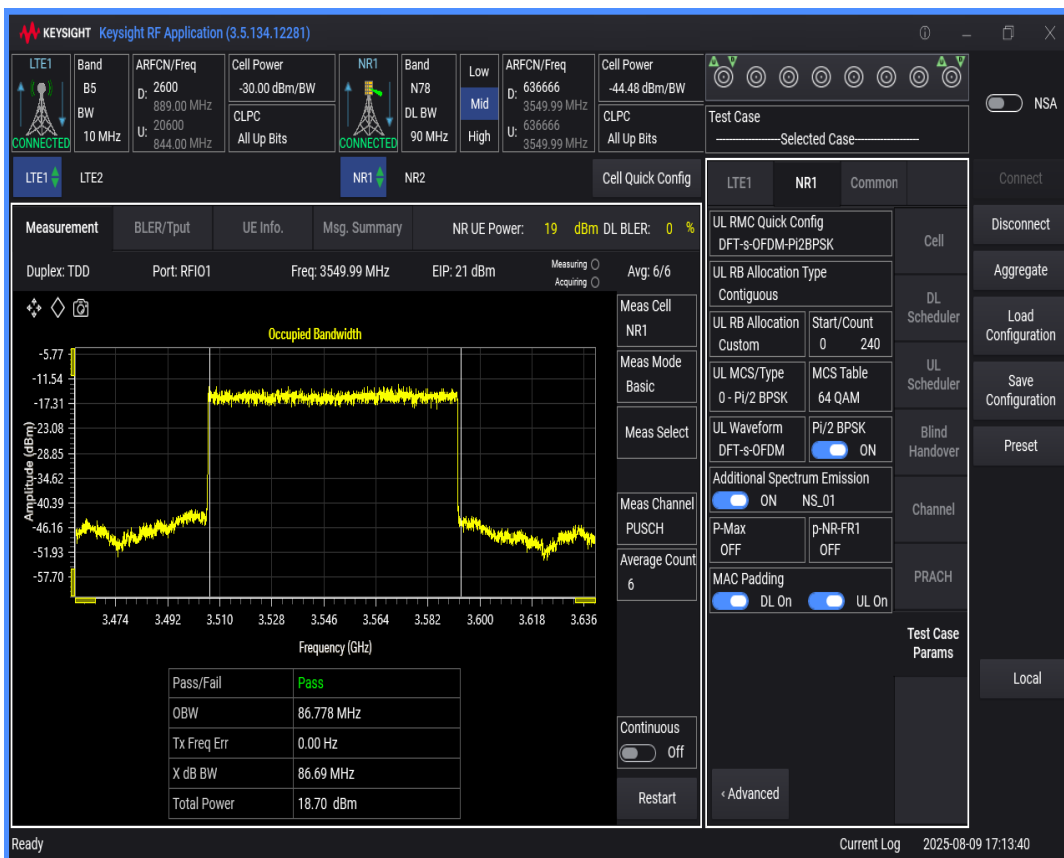 KEYSIGHT Keysight RF Application (3.5.134.12281)
LTE1
CONNECTED
Band
B5
BW
10 MHz
ARFCN/Freq
D: 2600
889.00 MHz
U: 20600
844.00 MHz
Cell Power
-30.00 dBm/BW
CLPC
All Up Bits
NR1
CONNECTED
Band
N78
DL BW
90 MHz
Low
Mid
High
ARFCN/Freq
D: 636666
3549.99 MHz
U: 636666
3549.99 MHz
Cell Power
-44.48 dBm/BW
CLPC
All Up Bits
Test Case
----------------Selected Case----------------
NSA
LTE1 LTE2 NR1 NR2 Cell Quick Config
Measurement BLER/Tput UE Info. Msg. Summary NR UE Power: 19 dBm DL BLER: 0 %
Duplex: TDD Port: RFIO1 Freq: 3549.99 MHz EIP: 21 dBm Measuring Avg: 6/6
Acquiring
Occupied Bandwidth
Amplitude (dBm)
-5.77
-11.54
-17.31
-23.08
-28.85
-34.62
-40.39
-46.16
-51.93
-57.70
3.474 3.492 3.510 3.528 3.546 3.564 3.582 3.600 3.618 3.636
Frequency (GHz)
Pass/Fail Pass
OBW 86.778 MHz
Tx Freq Err 0.00 Hz
X dB BW 86.69 MHz
Total Power 18.70 dBm
Meas Cell
NR1
Meas Mode
Basic
Meas Select
Meas Channel
PUSCH
Average Count
6
Continuous
Off
Restart
LTE1 NR1 Common
UL RMC Quick Config
DFT-s-OFDM-Pi2BPSK
UL RB Allocation Type
Contiguous
UL RB Allocation Start/Count
Custom 0 240
UL MCS/Type MCS Table
0 - Pi/2 BPSK 64 QAM
UL Waveform Pi/2 BPSK
DFT-s-OFDM ON
Additional Spectrum Emission
ON NS_01
P-Max p-NR-FR1
OFF OFF
MAC Padding
DL On UL On
‹ Advanced
Cell
DL
Scheduler
UL
Scheduler
Blind
Handover
Channel
PRACH
Test Case
Params
Connect
Disconnect
Aggregate
Load
Configuration
Save
Configuration
Preset
Local
Ready Current Log 2025-08-09 17:13:40